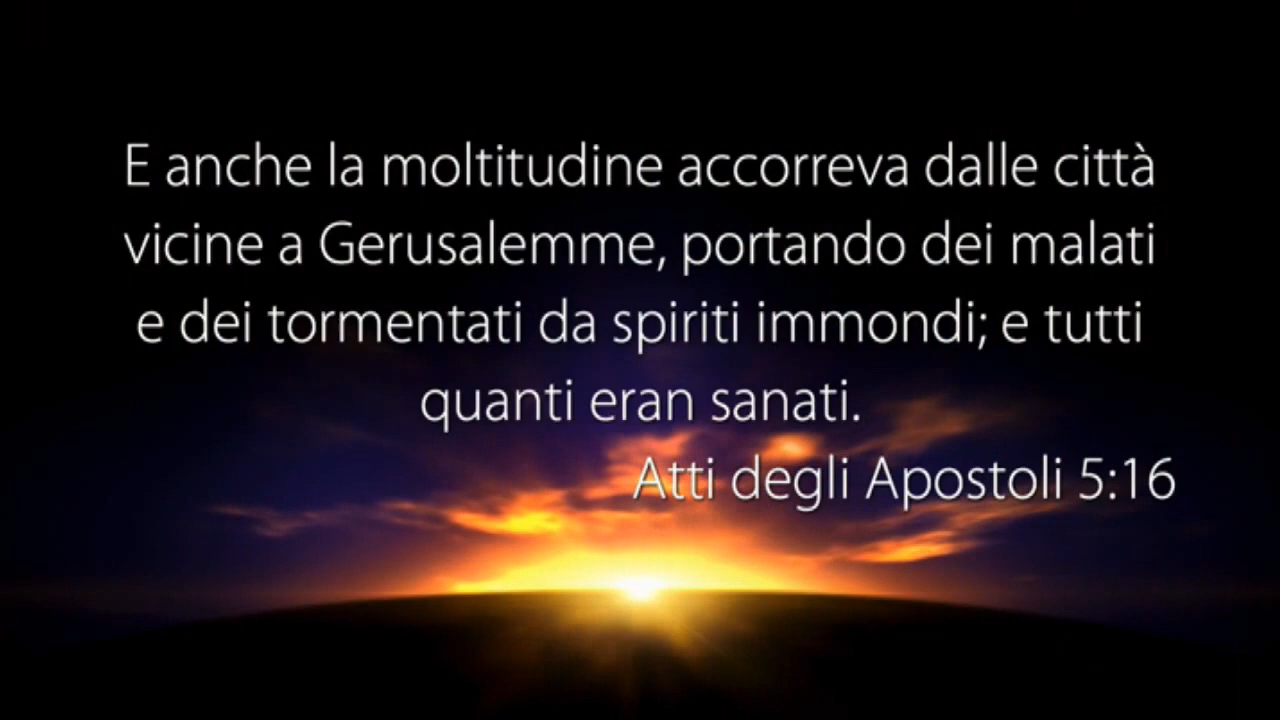 E anche la moltitudine accorreva dalle città
vicine a Gerusalemme, portando dei malati
e dei tormentati da spiriti immondi; e tutti
quanti eran sanati.
Atti degli Apostoli 5:16